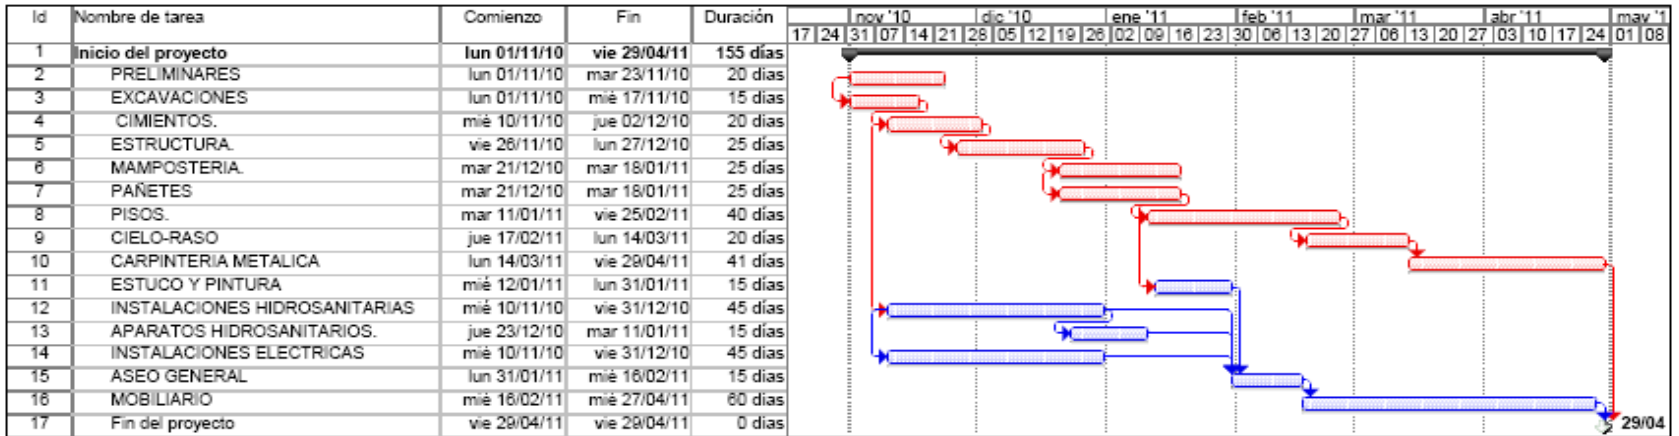 Id Nombre de tarea Comienzo Fin Duración nov '10 dic '10 ene '11 feb '11 mar '11 abr '11 may '1
17 24 31 07 14 21 28 05 12 19 26 02 09 16 23 30 06 13 20 27 06 13 20 27 03 10 17 24 01 08
1 Inicio del proyecto lun 01/11/10 vie 29/04/11 155 días
2 PRELIMINARES lun 01/11/10 mar 23/11/10 20 días
3 EXCAVACIONES lun 01/11/10 mié 17/11/10 15 días
4 CIMIENTOS. mié 10/11/10 jue 02/12/10 20 días
5 ESTRUCTURA. vie 26/11/10 lun 27/12/10 25 días
6 MAMPOSTERIA. mar 21/12/10 mar 18/01/11 25 días
7 PAÑETES mar 21/12/10 mar 18/01/11 25 días
8 PISOS. mar 11/01/11 vie 25/02/11 40 días
9 CIELO-RASO jue 17/02/11 lun 14/03/11 20 días
10 CARPINTERIA METALICA lun 14/03/11 vie 29/04/11 41 días
11 ESTUCO Y PINTURA mié 12/01/11 lun 31/01/11 15 días
12 INSTALACIONES HIDROSANITARIAS mié 10/11/10 vie 31/12/10 45 días
13 APARATOS HIDROSANITARIOS. jue 23/12/10 mar 11/01/11 15 días
14 INSTALACIONES ELECTRICAS mié 10/11/10 vie 31/12/10 45 días
15 ASEO GENERAL lun 31/01/11 mié 16/02/11 15 días
16 MOBILIARIO mié 16/02/11 mié 27/04/11 60 días
17 Fin del proyecto vie 29/04/11 vie 29/04/11 0 días 29/04